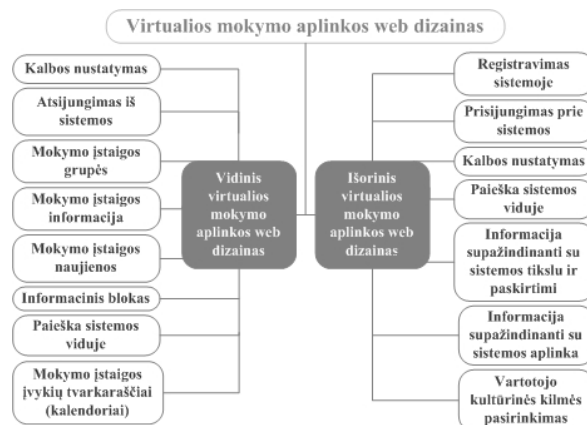 Virtualios mokymo aplinkos web dizainas
Kalbos nustatymas
Atsijungimas iš
sistemos
Mokymo įstaigos
grupės
Mokymo įstaigos
informacija
Mokymo įstaigos
naujienos
Informacinis blokas
Paieška sistemos
viduje
Mokymo įstaigos
įvykių tvarkaraščiai
(kalendoriai)
Vidinis
virtualios
mokymo
aplinkos web
dizainas
Išorinis
virtualios
mokymo
aplinkos web
dizainas
Registravimas
sistemoje
Prisijungimas prie
sistemos
Kalbos nustatymas
Paieška sistemos
viduje
Informacija
supažindinanti su
sistemos tikslu ir
paskirtimi
Informacija
supažindinanti su
sistemos aplinka
Vartotojo
kultūrinės kilmės
pasirinkimas